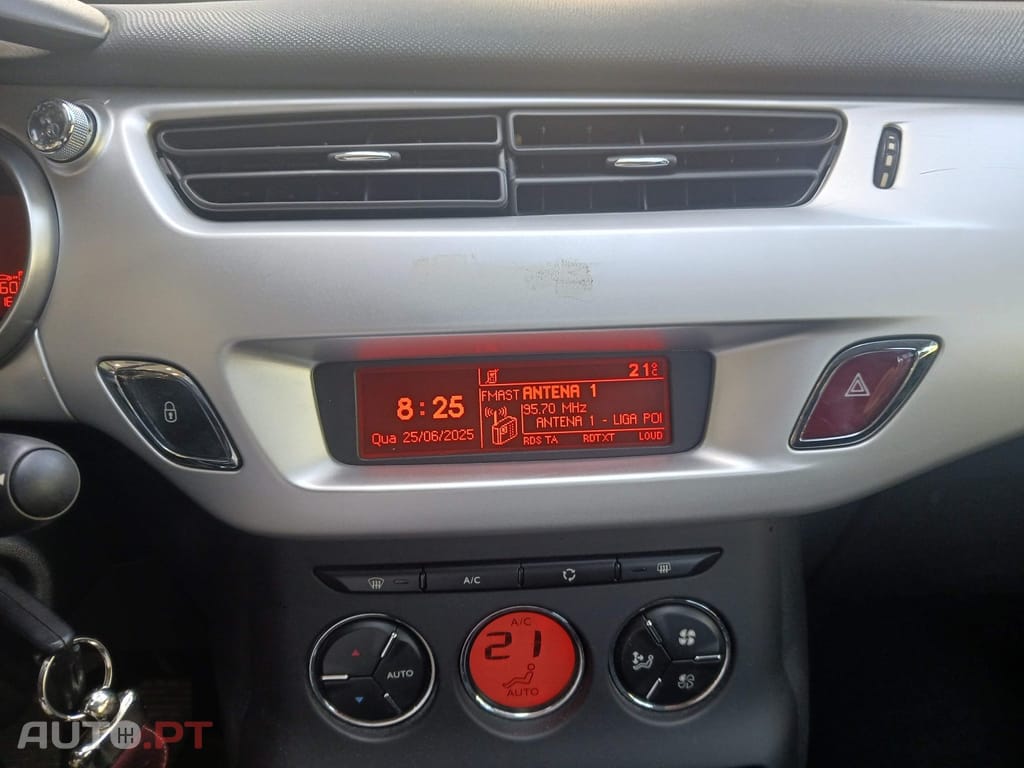 21°C
FMAST ANTENA 1
8:25
95.70 MHz
ANTENA 1 - LIGA POI
Qua 25/06/2025
RDS TA RDTXT LOUD
60
A/C
A/C
21
AUTO
AUTO
AUTO.PT